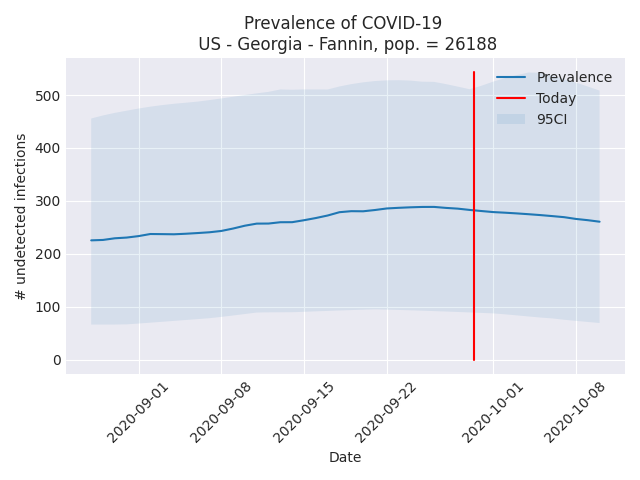 Prevalence of COVID-19
US - Georgia - Fannin, pop. = 26188
Prevalence
Today
95CI
# undetected infections
500
400
300
200
100
0
2020-09-01
2020-09-08
2020-09-15
2020-09-22
2020-10-01
2020-10-08
Date